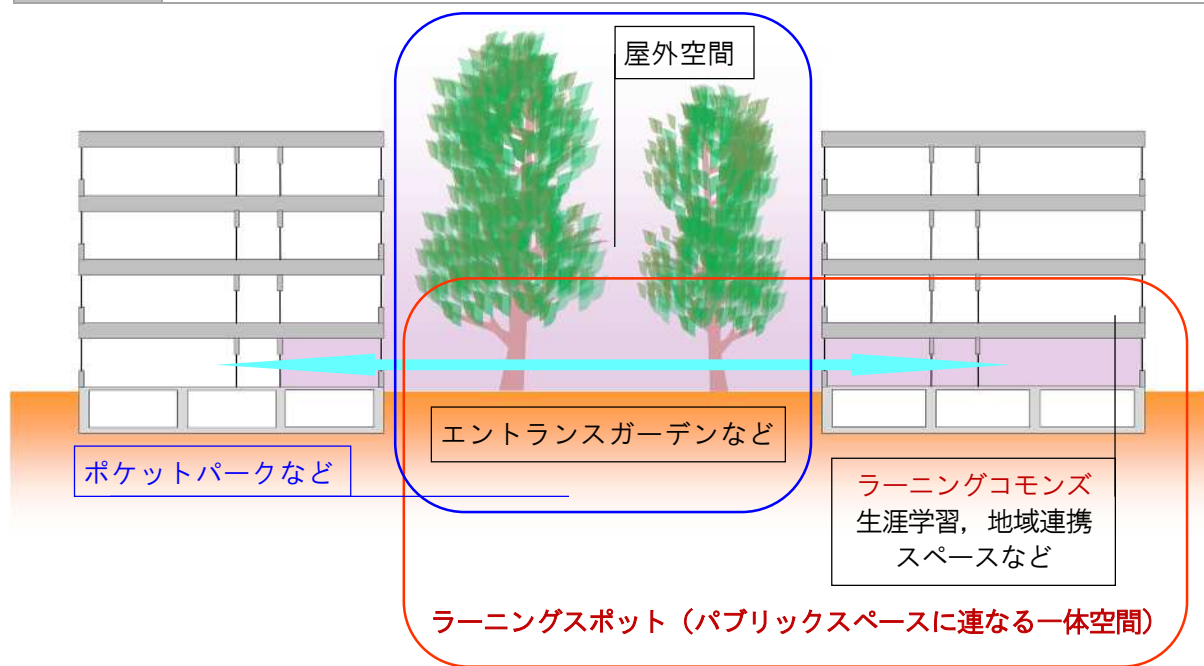 屋外空間
エントランスガーデンなど
ポケットパークなど
ラーニングコモンズ
生涯学習，地域連携
スペースなど
ラーニングスポット（パブリックスペースに連なる一体空間）